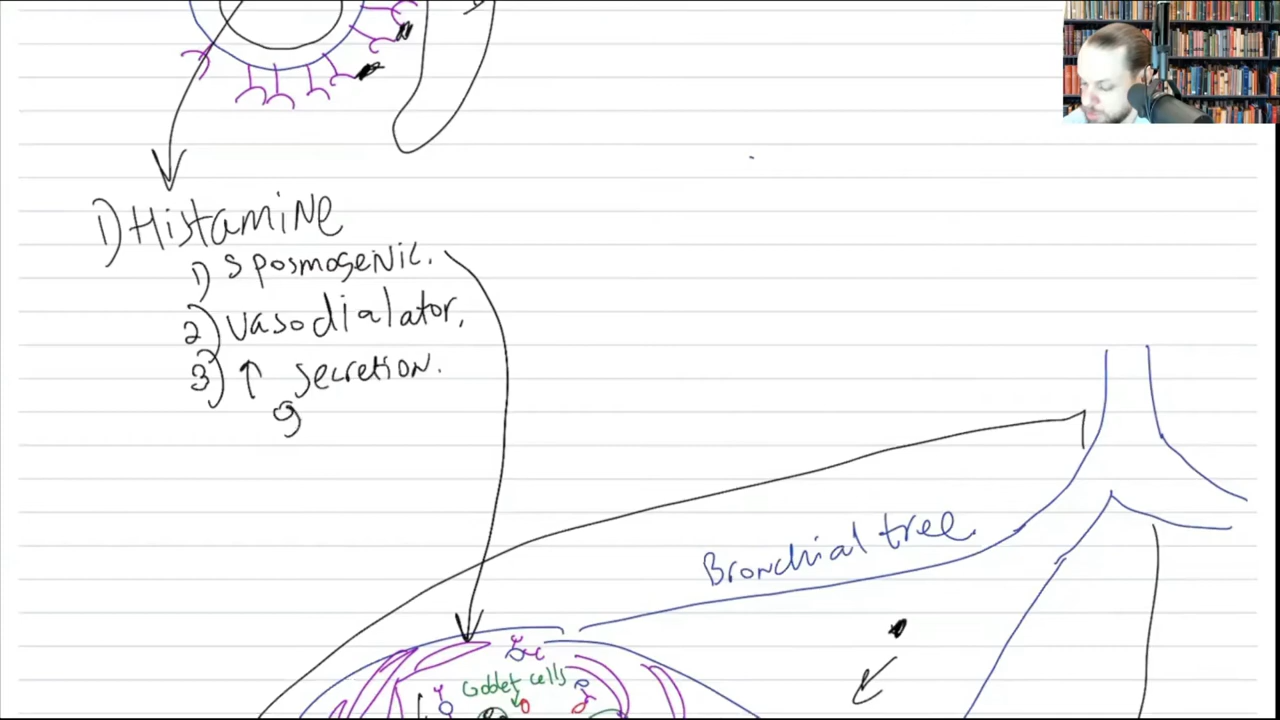 1) Histamine
1) Sposmogenic.
2) vasodialator,
3) ↑ secretion.
Bronchial tree
Goblet cells